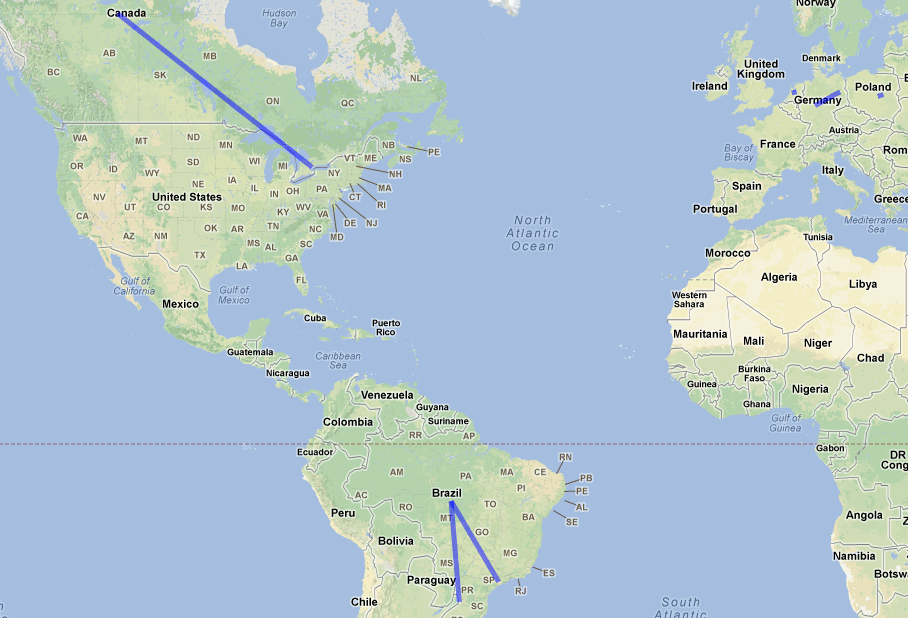 Norway
Canada
Hudson
Bay
AB
MB
BC
SK
NL
ON
QC
United
Kingdom
Denmark
Ireland
Poland
Germany
WA
MT
ND
NB
PE
NS
OR
ID
WY
SD
WI
MI
VT
ME
NY
NH
France
Austria
Bay of
Biscay
Rom
Italy
NV
UT
CO
NE
IA
IL
IN
OH
PA
MA
CT
RI
NJ
DE
MD
United States
KS
MO
KY
WV
VA
CA
AZ
NM
OK
AR
TN
NC
SC
MS
AL
GA
TX
LA
FL
Spain
Portugal
Greece
Mediterranean
Sea
North
Atlantic
Ocean
Tunisia
Morocco
Algeria
Libya
Western
Sahara
Gulf of
California
Gulf of
Mexico
Mexico
Cuba
Puerto
Rico
Mauritania
Mali
Niger
Chad
Guatemala
Caribbean
Sea
Nicaragua
Burkina
Faso
Guinea
Ghana
Nigeria
Gulf of
Guinea
Venezuela
Guyana
Suriname
Colombia
RR
AP
Ecuador
Gabon
DR
Cong
AM
PA
MA
CE
RN
PB
PE
AL
SE
PI
AC
RO
Brazil
TO
MT
BA
Peru
GO
Bolivia
Angola
MG
MS
ES
RJ
SP
Paraguay
PR
SC
Chile
Namibia
Botsw
South
Atlantic